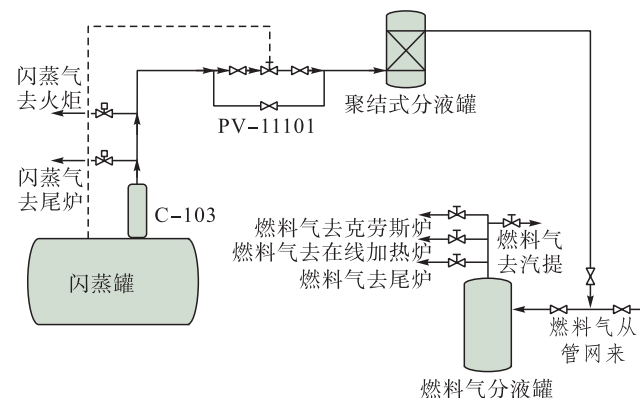 闪蒸气
去火炬
闪蒸气
去尾炉
C-103
闪蒸罐
PV-11101
聚结式分液罐
燃料气去克劳斯炉
燃料气去在线加热炉
燃料气去尾炉
燃料气
去汽提
燃料气从
管网来
燃料气分液罐